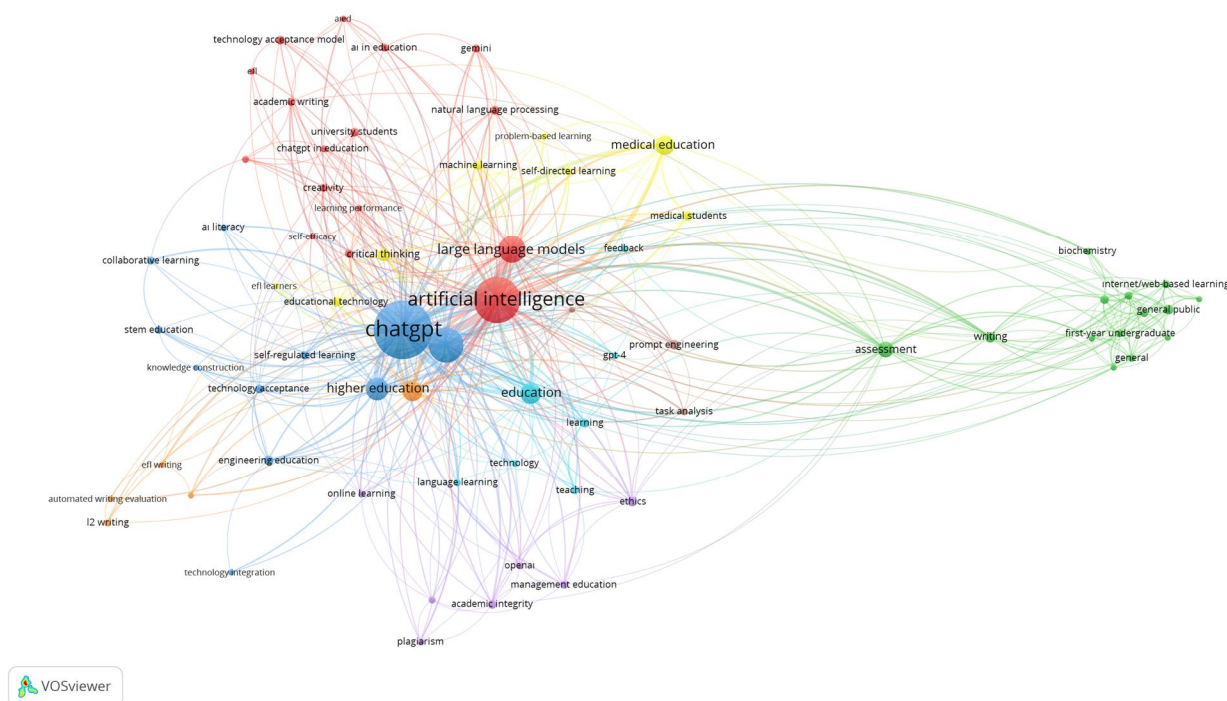 aied
technology acceptance model
aı in education
gemini
efl
academic writing
natural language processing
university students
problem-based learning
medical education
chatgpt in education
machine learning
self-directed learning
creativity
learning performance
medical students
aı literacy
self-efficacy
large language models
feedback
critical thinking
biochemistry
collaborative learning
efl learners
internet/web-based learning
educational technology
artificial intelligence
general public
chatgpt
stem education
first-year undergraduate
writing
prompt engineering
assessment
self-regulated learning
gpt-4
general
knowledge construction
technology acceptance
higher education
education
task analysis
learning
engineering education
efl writing
technology
language learning
teaching
online learning
automated writing evaluation
ethics
l2 writing
openaı
technology integration
management education
academic integrity
plagiarism
VOSviewer